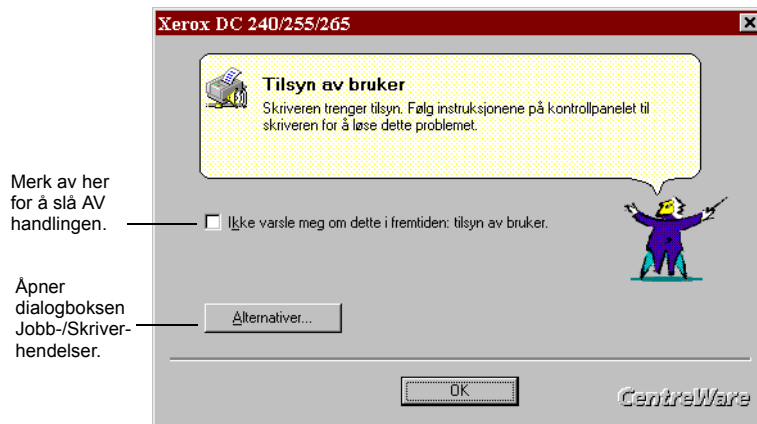 Xerox DC 240/255/265
Tilsyn av bruker
Skriveren trenger tilsyn. Følg instruksjonene på kontrollpanelet til
skriveren for å løse dette problemet.
Merk av her
for å slå AV
handlingen.
Ikke varsle meg om dette i fremtiden: tilsyn av bruker.
Åpner
dialogboksen
Jobb-/Skriver-
hendelser.
Alternativer...
OK
CentreWare